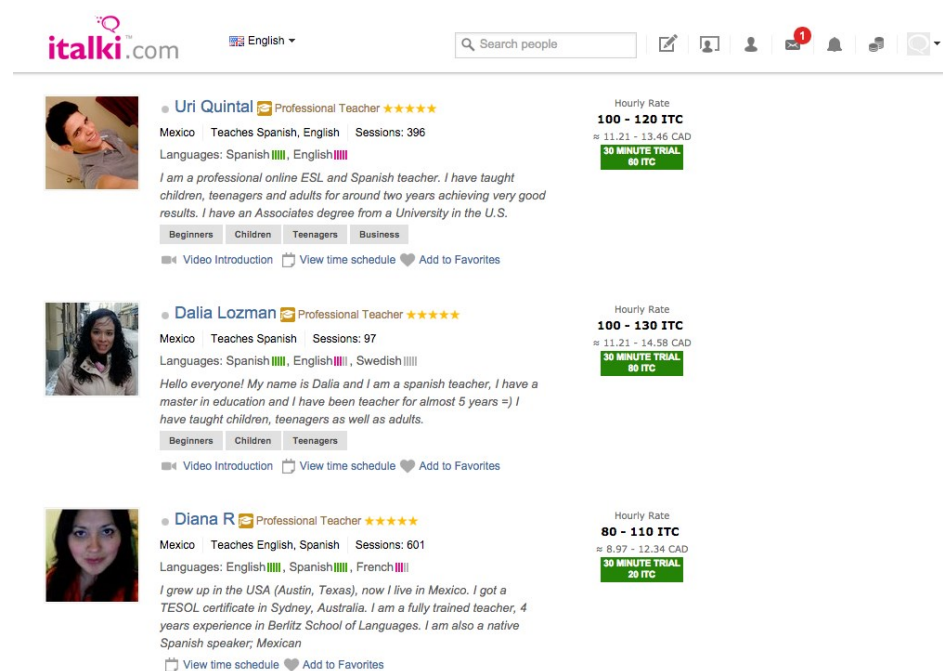 italki.com™
English
Search people
1
Uri Quintal Professional Teacher
Mexico Teaches Spanish, English Sessions: 396
Languages: Spanish, English
I am a professional online ESL and Spanish teacher. I have taught
children, teenagers and adults for around two years achieving very good
results. I have an Associates degree from a University in the U.S.
Beginners Children Teenagers Business
Video Introduction View time schedule Add to Favorites
Hourly Rate
100 - 120 ITC
≈ 11.21 - 13.46 CAD
30 MINUTE TRIAL
60 ITC
Dalia Lozman Professional Teacher
Mexico Teaches Spanish Sessions: 97
Languages: Spanish, English, Swedish
Hello everyone! My name is Dalia and I am a spanish teacher, I have a
master in education and I have been teacher for almost 5 years =) I
have taught children, teenagers as well as adults.
Beginners Children Teenagers
Video Introduction View time schedule Add to Favorites
Hourly Rate
100 - 130 ITC
≈ 11.21 - 14.58 CAD
30 MINUTE TRIAL
80 ITC
Diana R Professional Teacher
Mexico Teaches English, Spanish Sessions: 601
Languages: English, Spanish, French
I grew up in the USA (Austin, Texas), now I live in Mexico. I got a
TESOL certificate in Sydney, Australia. I am a fully trained teacher, 4
years experience in Berlitz School of Languages. I am also a native
Spanish speaker; Mexican
View time schedule Add to Favorites
Hourly Rate
80 - 110 ITC
≈ 8.97 - 12.34 CAD
30 MINUTE TRIAL
20 ITC